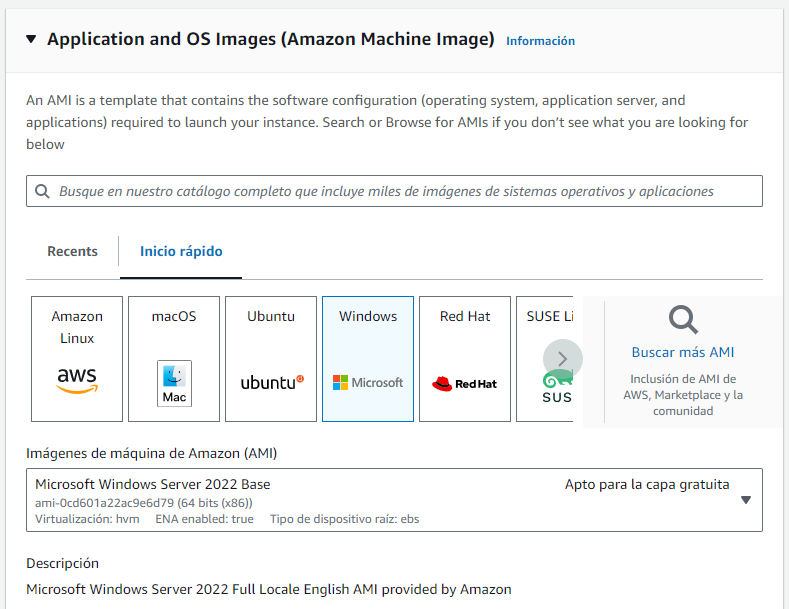 Application and OS Images (Amazon Machine Image) Información
An AMI is a template that contains the software configuration (operating system, application server, and
applications) required to launch your instance. Search or Browse for AMIs if you don’t see what you are looking for
below
Busque en nuestro catálogo completo que incluye miles de imágenes de sistemas operativos y aplicaciones
Recents Inicio rápido
Amazon Linux
aws
macOS
Mac
Ubuntu
ubuntu
Windows
Microsoft
Red Hat
Red Hat
SUSE Li
SUS
Buscar más AMI
Inclusión de AMI de
AWS, Marketplace y la
comunidad
Imágenes de máquina de Amazon (AMI)
Microsoft Windows Server 2022 Base Apto para la capa gratuita
ami-0cd601a22ac9e6d79 (64 bits (x86))
Virtualización: hvm ENA enabled: true Tipo de dispositivo raíz: ebs
Descripción
Microsoft Windows Server 2022 Full Locale English AMI provided by Amazon